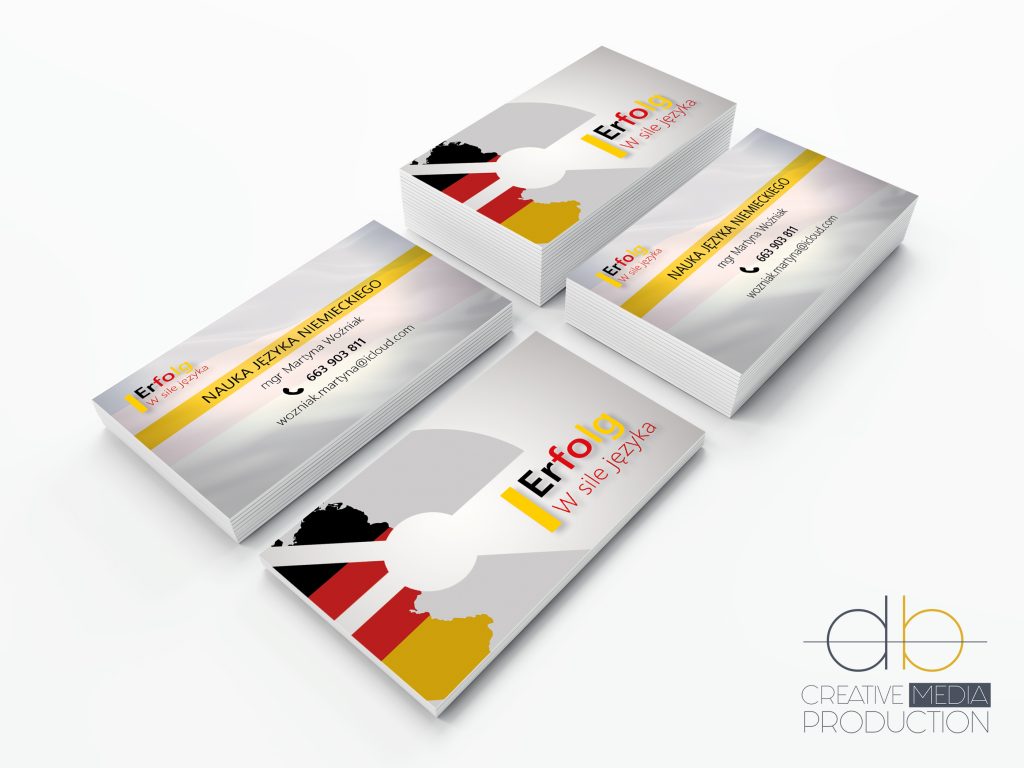 Erfolg
W sile języka
Erfolg
W sile języka
NAUKA JĘZYKA NIEMIECKIEGO
mgr Martyna Woźniak
663 903 811
wozniak.martyna@icloud.com
Erfolg
W sile języka
NAUKA JĘZYKA NIEMIECKIEGO
mgr Martyna Woźniak
663 903 811
wozniak.martyna@icloud.com
Erfolg
W sile języka
db
CREATIVE MEDIA
PRODUCTION